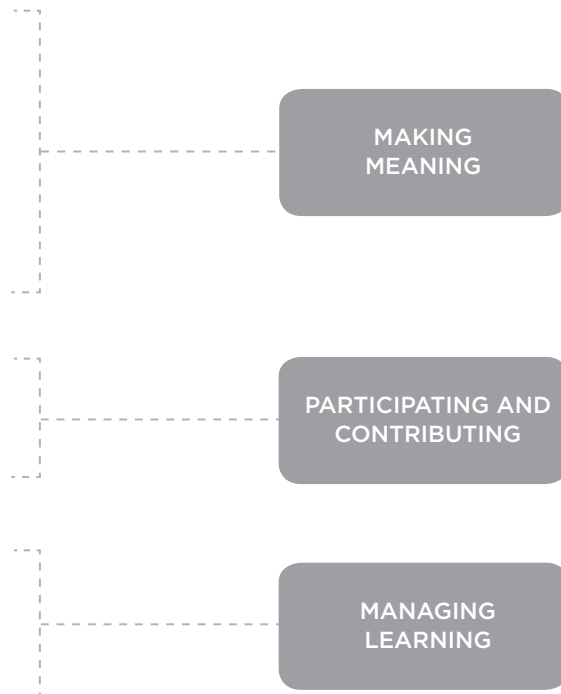 MAKING
MEANING
PARTICIPATING AND
CONTRIBUTING
MANAGING
LEARNING